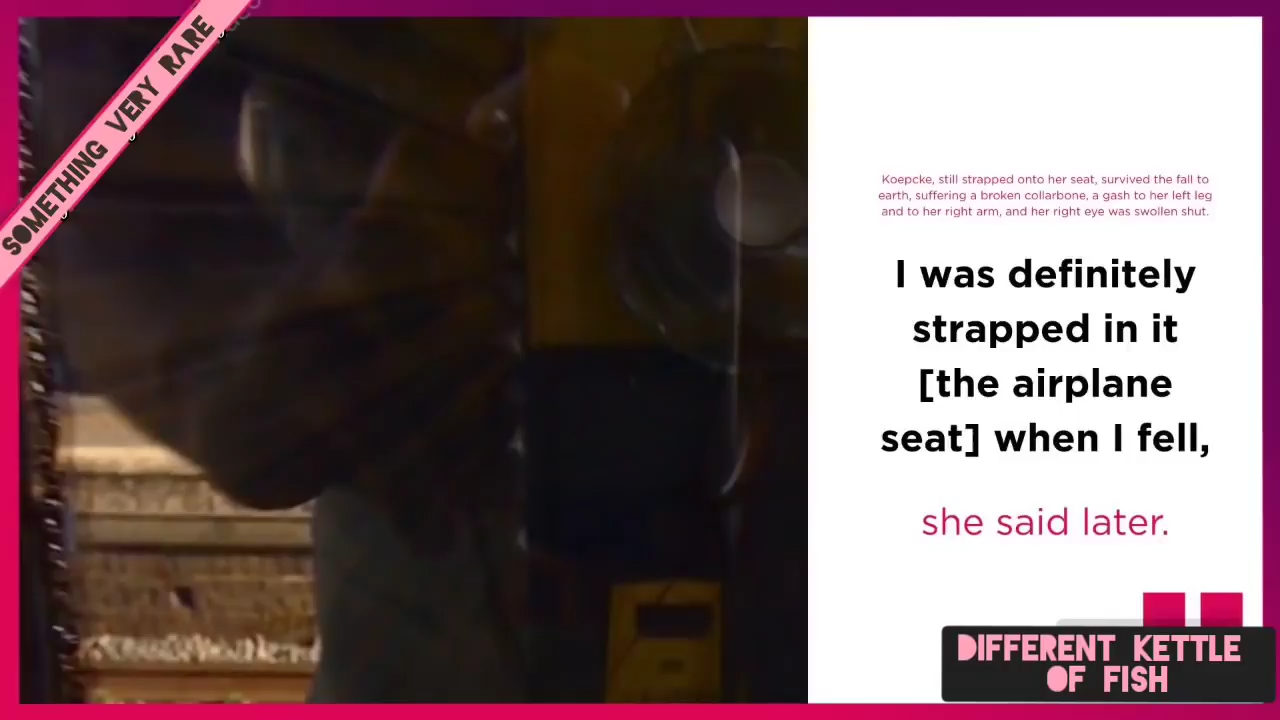 SOMETHING VERY RARE
Koepcke, still strapped onto her seat, survived the fall to
earth, suffering a broken collarbone, a gash to her left leg
and to her right arm, and her right eye was swollen shut.
I was definitely
strapped in it
[the airplane
seat] when I fell,
she said later.
DIFFERENT KETTLE
OF FISH